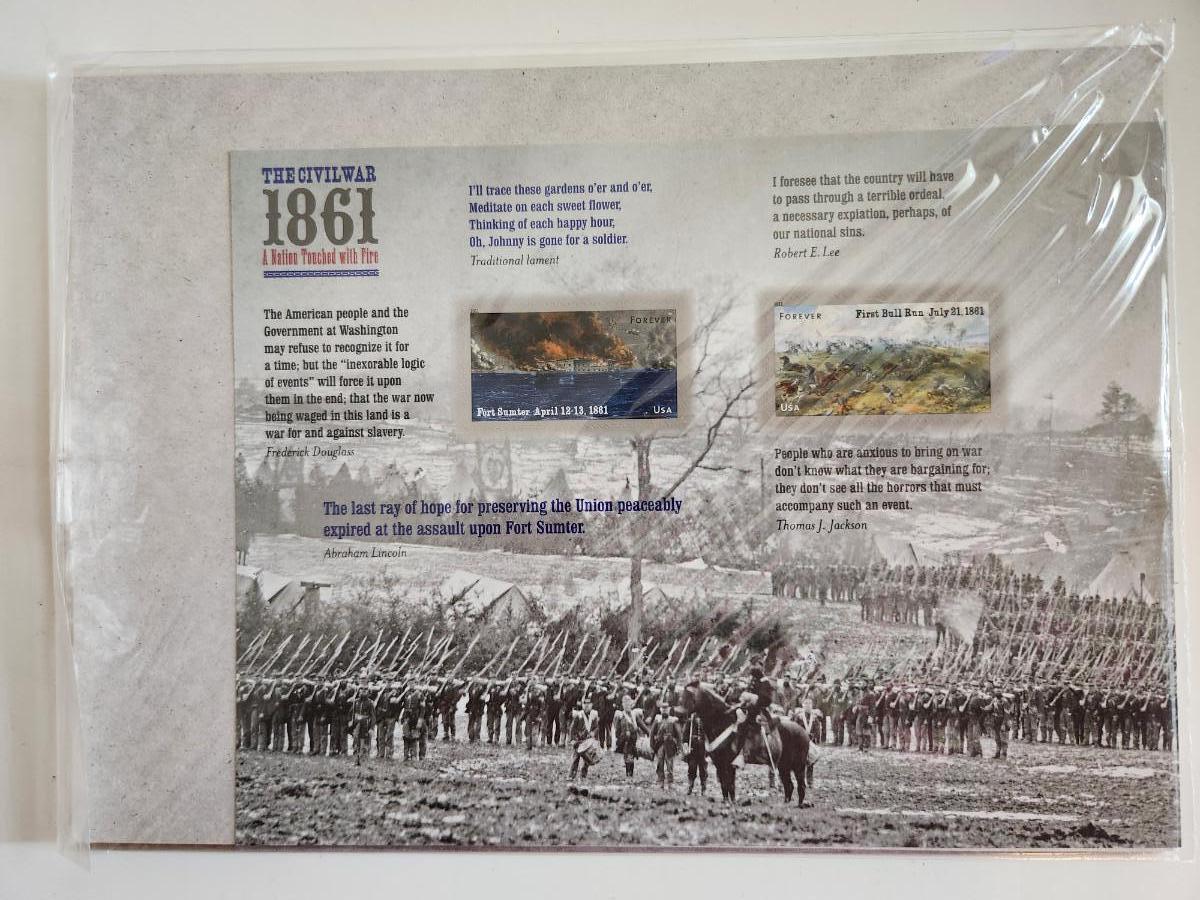 THE CIVIL WAR
1861
A Nation Touched with Fire
The American people and the
Government at Washington
may refuse to recognize it for
a time; but the “inexorable logic
of events” will force it upon
them in the end; that the war now
being waged in this land is a
war for and against slavery.
Frederick Douglass
I'll trace these gardens o'er and o'er,
Meditate on each sweet flower,
Thinking of each happy hour,
Oh, Johnny is gone for a soldier.
Traditional lament
FOREVER
Fort Sumter April 12-13, 1861
USA
The last ray of hope for preserving the Union peaceably
expired at the assault upon Fort Sumter.
Abraham Lincoln
I foresee that the country will have
to pass through a terrible ordeal,
a necessary expiation, perhaps, of
our national sins.
Robert E. Lee
FOREVER
First Bull Run July 21, 1861
USA
People who are anxious to bring on war
don't know what they are bargaining for;
they don't see all the horrors that must
accompany such an event.
Thomas J. Jackson